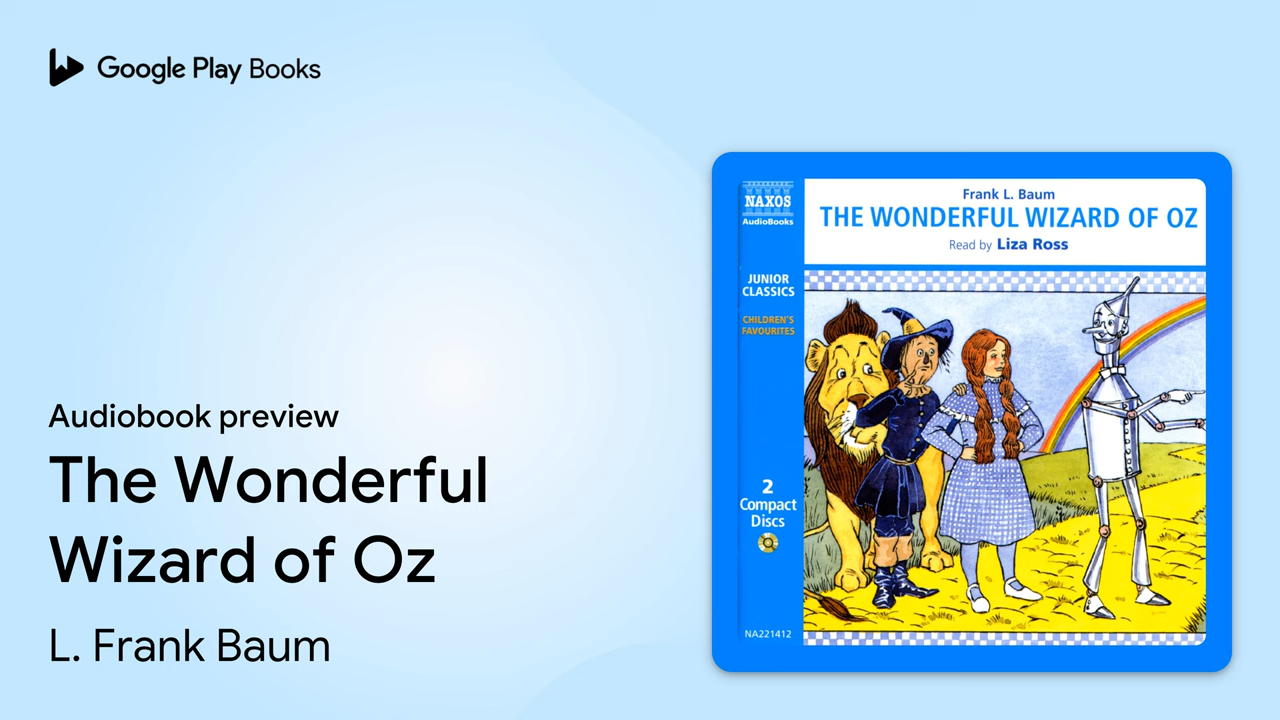 Google Play Books
Audiobook preview
The Wonderful
Wizard of Oz
L. Frank Baum
NAXOS
AudioBooks
JUNIOR
CLASSICS
CHILDREN'S
FAVOURITES
2
Compact
Discs
NA221412
Frank L. Baum
THE WONDERFUL WIZARD OF OZ
Read by Liza Ross